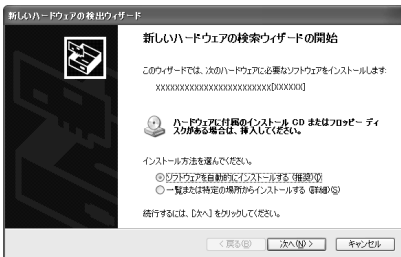 新しいハードウェアの検出ウィザード
新しいハードウェアの検索ウィザードの開始
このウィザードでは、次のハードウェアに必要なソフトウェアをインストールします:
XXXXXXXXXXXXXXXXXXXXXXXX[XXXXXX]
ハードウェアに付属のインストール CD またはフロッピー ディ
スクがある場合は、挿入してください。
インストール方法を選んでください。
ソフトウェアを自動的にインストールする (推奨)(I)
一覧または特定の場所からインストールする (詳細)(S)
続行するには、[次へ] をクリックしてください。
< 戻る(B) 次へ(N) > キャンセル